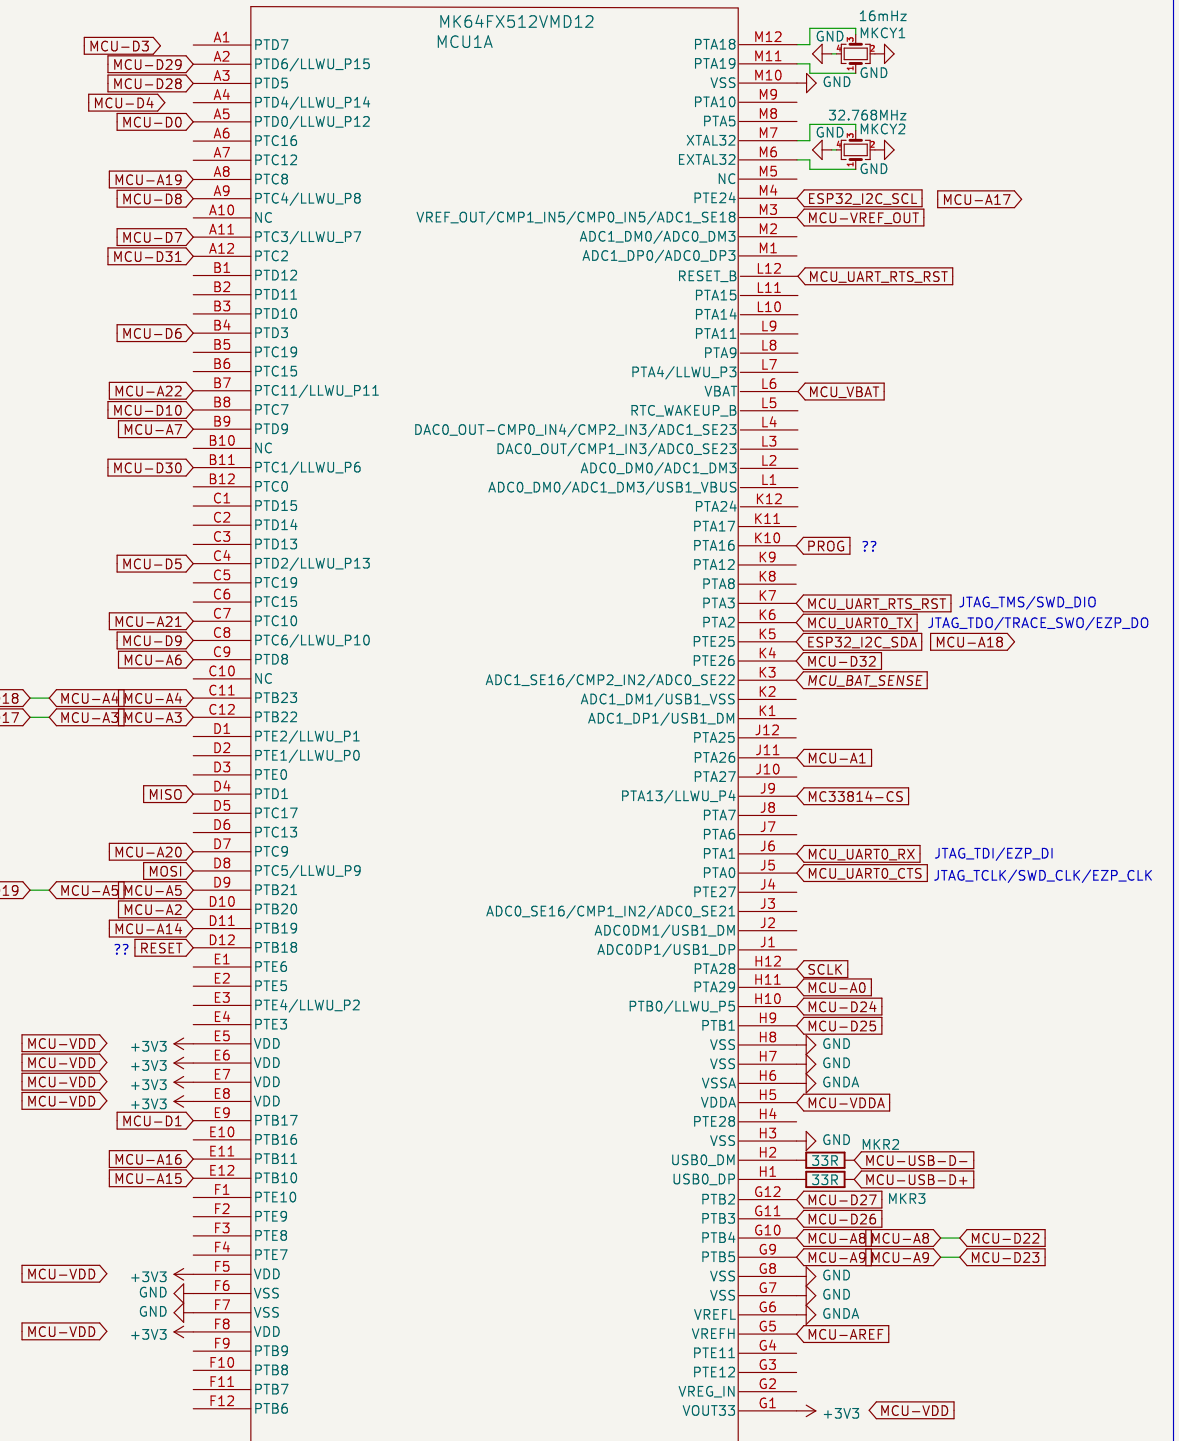 MK64FX512VMD12
MCU1A
16mHz
MKCY1
GND
3
4
2
1
GND
32.768MHz
MKCY2
GND
3
4
2
1
GND
MCU-D3 A1 PTD7
MCU-D29 A2 PTD6/LLWU_P15
MCU-D28 A3 PTD5
MCU-D4 A4 PTD4/LLWU_P14
MCU-D0 A5 PTD0/LLWU_P12
A6 PTC16
A7 PTC12
MCU-A19 A8 PTC8
MCU-D8 A9 PTC4/LLWU_P8
A10 NC
MCU-D7 A11 PTC3/LLWU_P7
MCU-D31 A12 PTC2
B1 PTD12
B2 PTD11
B3 PTD10
MCU-D6 B4 PTD3
B5 PTC19
B6 PTC15
MCU-A22 B7 PTC11/LLWU_P11
MCU-D10 B8 PTC7
MCU-A7 B9 PTD9
B10 NC
MCU-D30 B11 PTC1/LLWU_P6
B12 PTC0
C1 PTD15
C2 PTD14
C3 PTD13
MCU-D5 C4 PTD2/LLWU_P13
C5 PTC19
C6 PTC15
MCU-A21 C7 PTC10
MCU-D9 C8 PTC6/LLWU_P10
MCU-A6 C9 PTD8
C10 NC
18 MCU-A4 MCU-A4 C11 PTB23
17 MCU-A3 MCU-A3 C12 PTB22
D1 PTE2/LLWU_P1
D2 PTE1/LLWU_P0
D3 PTE0
MISO D4 PTD1
D5 PTC17
D6 PTC13
MCU-A20 D7 PTC9
MOSI D8 PTC5/LLWU_P9
19 MCU-A5 MCU-A5 D9 PTB21
MCU-A2 D10 PTB20
MCU-A14 D11 PTB19
?? RESET D12 PTB18
E1 PTE6
E2 PTE5
E3 PTE4/LLWU_P2
E4 PTE3
MCU-VDD +3V3 E5 VDD
MCU-VDD +3V3 E6 VDD
MCU-VDD +3V3 E7 VDD
MCU-VDD +3V3 E8 VDD
MCU-D1 E9 PTB17
E10 PTB16
MCU-A16 E11 PTB11
MCU-A15 E12 PTB10
F1 PTE10
F2 PTE9
F3 PTE8
F4 PTE7
MCU-VDD +3V3 F5 VDD
GND F6 VSS
GND F7 VSS
MCU-VDD +3V3 F8 VDD
F9 PTB9
F10 PTB8
F11 PTB7
F12 PTB6
PTA18 M12
PTA19 M11
VSS M10 GND
PTA10 M9
PTA5 M8
XTAL32 M7
EXTAL32 M6
NC M5
PTE24 M4 ESP32_I2C_SCL MCU-A17
VREF_OUT/CMP1_IN5/CMP0_IN5/ADC1_SE18 M3 MCU-VREF_OUT
ADC1_DM0/ADC0_DM3 M2
ADC1_DP0/ADC0_DP3 M1
RESET_B L12 MCU_UART_RTS_RST
PTA15 L11
PTA14 L10
PTA11 L9
PTA9 L8
PTA4/LLWU_P3 L7
VBAT L6 MCU_VBAT
RTC_WAKEUP_B L5
DAC0_OUT-CMP0_IN4/CMP2_IN3/ADC1_SE23 L4
DAC0_OUT/CMP1_IN3/ADC0_SE23 L3
ADC0_DM0/ADC1_DM3 L2
ADC0_DM0/ADC1_DM3/USB1_VBUS L1
PTA24 K12
PTA17 K11
PTA16 K10 PROG ??
PTA12 K9
PTA8 K8
PTA3 K7 MCU_UART_RTS_RST JTAG_TMS/SWD_DIO
PTA2 K6 MCU_UART0_TX JTAG_TDO/TRACE_SWO/EZP_DO
PTE25 K5 ESP32_I2C_SDA MCU-A18
PTE26 K4 MCU-D32
ADC1_SE16/CMP2_IN2/ADC0_SE22 K3 MCU_BAT_SENSE
ADC1_DM1/USB1_VSS K2
ADC1_DP1/USB1_DM K1
PTA25 J12
PTA26 J11 MCU-A1
PTA27 J10
PTA13/LLWU_P4 J9 MC33814-CS
PTA7 J8
PTA6 J7
PTA1 J6 MCU_UART0_RX JTAG_TDI/EZP_DI
PTA0 J5 MCU_UART0_CTS JTAG_TCLK/SWD_CLK/EZP_CLK
PTE27 J4
ADC0_SE16/CMP1_IN2/ADC0_SE21 J3
ADC0DM1/USB1_DM J2
ADC0DP1/USB1_DP J1
PTA28 H12 SCLK
PTA29 H11 MCU-A0
PTB0/LLWU_P5 H10 MCU-D24
PTB1 H9 MCU-D25
VSS H8 GND
VSS H7 GND
VSSA H6 GNDA
VDDA H5 MCU-VDDA
PTE28 H4
VSS H3 GND
MKR2
USB0_DM H2 33R MCU-USB-D-
USB0_DP H1 33R MCU-USB-D+
PTB2 G12 MCU-D27 MKR3
PTB3 G11 MCU-D26
PTB4 G10 MCU-A8 MCU-A8 MCU-D22
PTB5 G9 MCU-A9 MCU-A9 MCU-D23
VSS G8 GND
VSS G7 GND
VREFL G6 GNDA
VREFH G5 MCU-AREF
PTE11 G4
PTE12 G3
VREG_IN G2
VOUT33 G1 +3V3 MCU-VDD